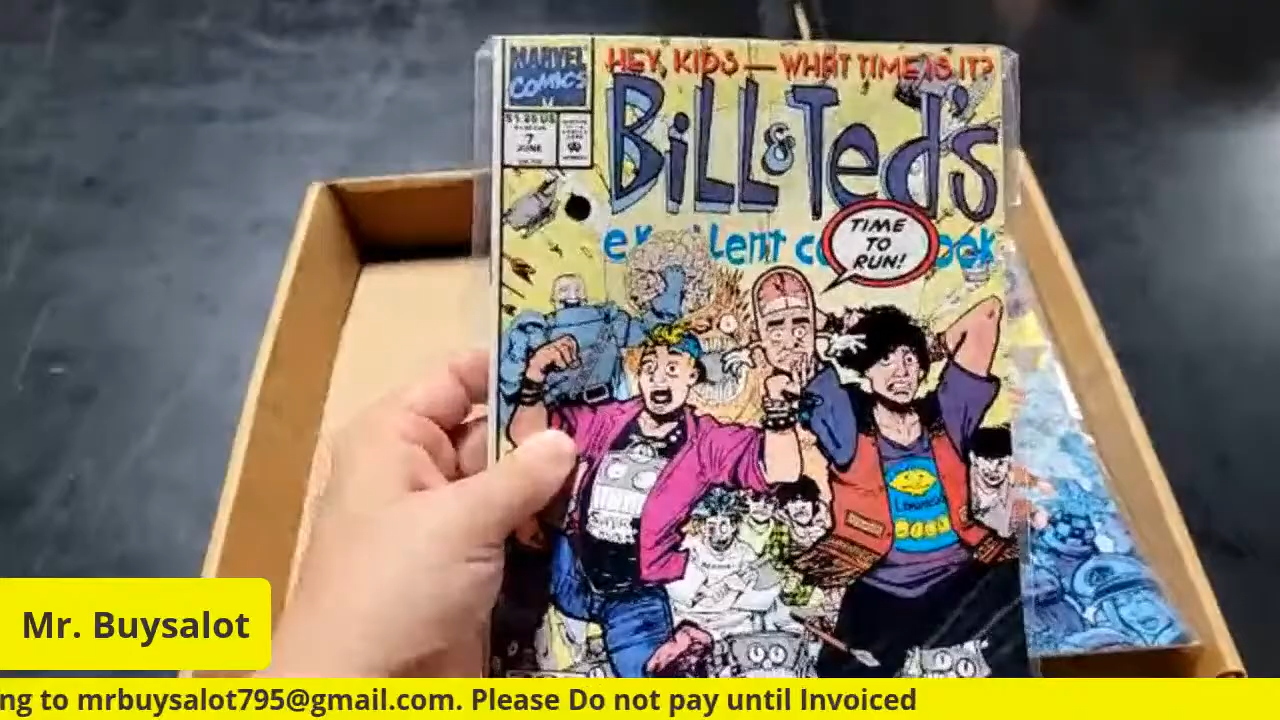 MARVEL
COMICS
HEY, KIDS — WHAT TIME IS IT?
$1.25 US
7
JUNE
BiLL & Ted's
TIME
TO
RUN!
Mr. Buysalot
ng to mrbuysalot795@gmail.com. Please Do not pay until Invoiced